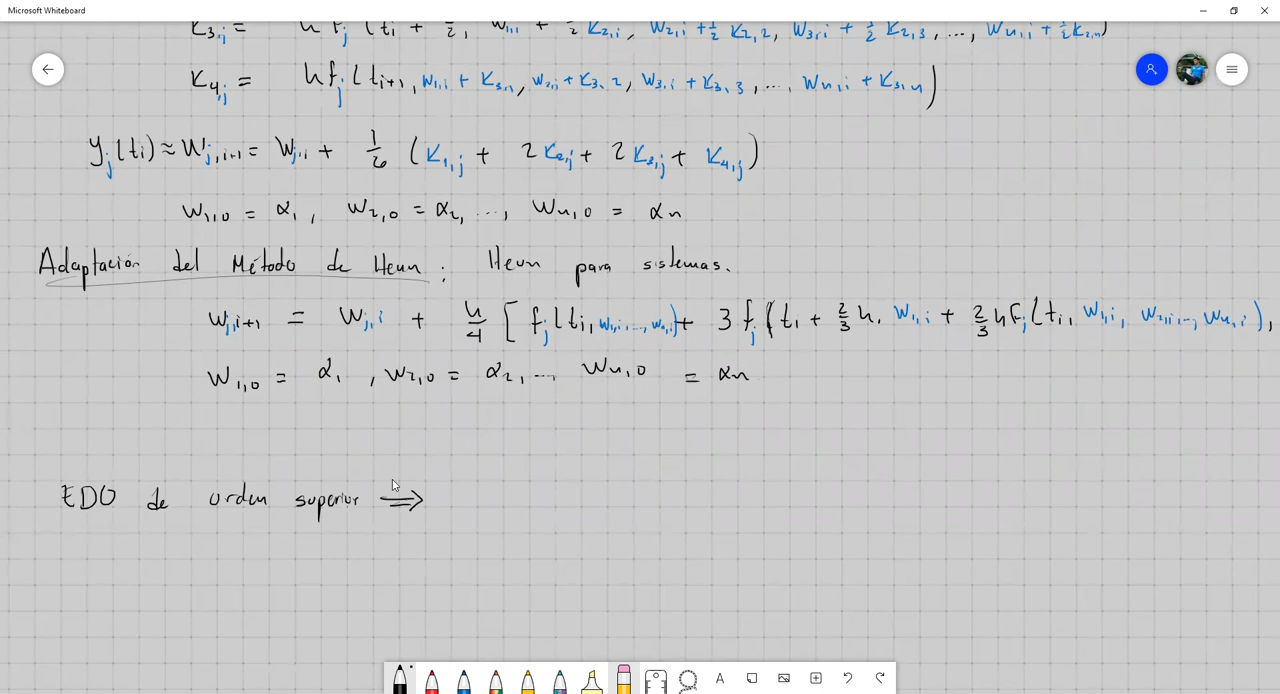 Microsoft Whiteboard
K₃,ⱼ = h fⱼ (tᵢ + h/2, w₁,ᵢ + ½ K₂,₁, w₂,ᵢ + ½ K₂,₂, w₃,ᵢ + ½ K₂,₃, ..., wₙ,ᵢ + ½ K₂,ₙ)
K₄,ⱼ = h fⱼ (tᵢ₊₁, w₁,ᵢ + K₃,₁, w₂,ᵢ + K₃,₂, w₃,ᵢ + K₃,₃, ..., wₙ,ᵢ + K₃,ₙ)
yⱼ(tᵢ) ≈ wⱼ,ᵢ₊₁ = wⱼ,ᵢ + 1/6 (K₁,ⱼ + 2K₂,ⱼ + 2K₃,ⱼ + K₄,ⱼ)
w₁,₀ = α₁, w₂,₀ = α₂, ..., wₙ,₀ = αₙ
Adaptación del Método de Heun: Heun para sistemas.
wⱼ,ᵢ₊₁ = wⱼ,ᵢ + h/4 [fⱼ(tᵢ, w₁,ᵢ, ..., wₙ,ᵢ) + 3 fⱼ(tᵢ + 2/3 h, w₁,ᵢ + 2/3 h fⱼ(tᵢ, w₁,ᵢ, w₂,ᵢ, ..., wₙ,ᵢ),
w₁,₀ = α₁, w₂,₀ = α₂, ... wₙ,₀ = αₙ
EDO de orden superior ⇒